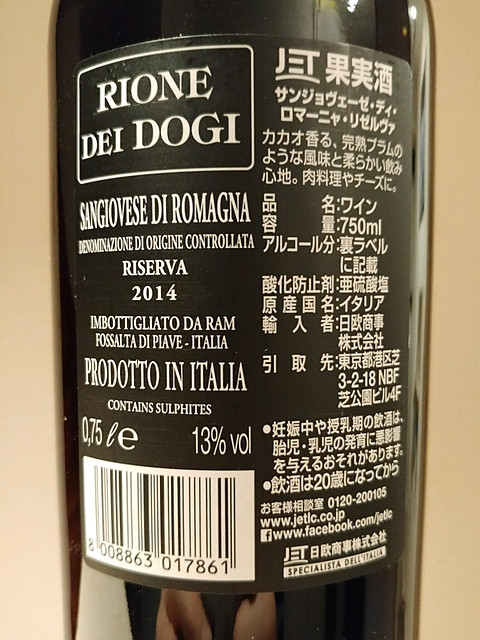 RIONE
DEI DOGI
SANGIOVESE DI ROMAGNA
DENOMINAZIONE DI ORIGINE CONTROLLATA
RISERVA
2014
IMBOTTIGLIATO DA RAM
FOSSALTA DI PIAVE - ITALIA
PRODOTTO IN ITALIA
CONTAINS SULPHITES
0,75 ℓ e 13% vol
8 008863 017861
JET 果実酒
サンジョヴェーゼ・ディ・
ロマーニャ・リゼルヴァ
カカオ香る、完熟プラムの
ような風味と柔らかい飲み
心地。肉料理やチーズに。
品名:ワイン
容量:750ml
アルコール分:裏ラベル
に記載
酸化防止剤:亜硫酸塩
原産国名:イタリア
輸入者:日欧商事
株式会社
引取先:東京都港区芝
3-2-18 NBF
芝公園ビル4F
●妊娠中や授乳期の飲酒は、
胎児・乳児の発育に悪影響
を与えるおそれがあります。
●飲酒は20歳になってから
お客様相談室 0120-200105
www.jetlc.co.jp
www.facebook.com/jetlc
JET 日欧商事株式会社
SPECIALISTA DELL'ITALIA